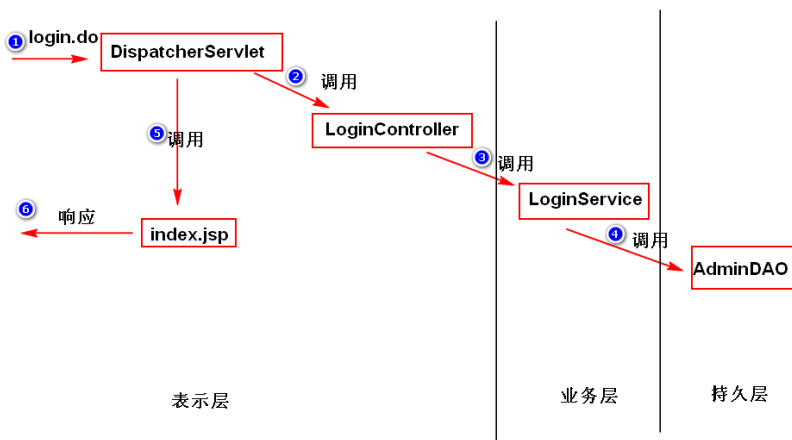 1 login.do
DispatcherServlet
2 调用
LoginController
5 调用
3 调用
LoginService
6 响应
index.jsp
4 调用
AdminDAO
表示层
业务层
持久层